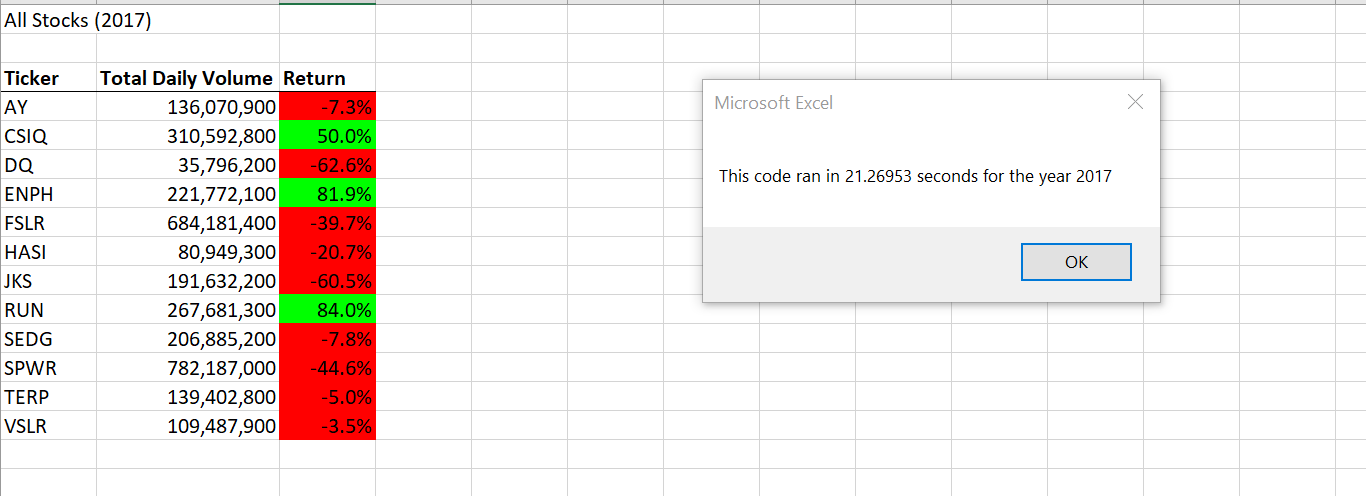 All Stocks (2017)
Ticker Total Daily Volume Return
AY 136,070,900 -7.3%
CSIQ 310,592,800 50.0%
DQ 35,796,200 -62.6%
ENPH 221,772,100 81.9%
FSLR 684,181,400 -39.7%
HASI 80,949,300 -20.7%
JKS 191,632,200 -60.5%
RUN 267,681,300 84.0%
SEDG 206,885,200 -7.8%
SPWR 782,187,000 -44.6%
TERP 139,402,800 -5.0%
VSLR 109,487,900 -3.5%
Microsoft Excel
This code ran in 21.26953 seconds for the year 2017
OK